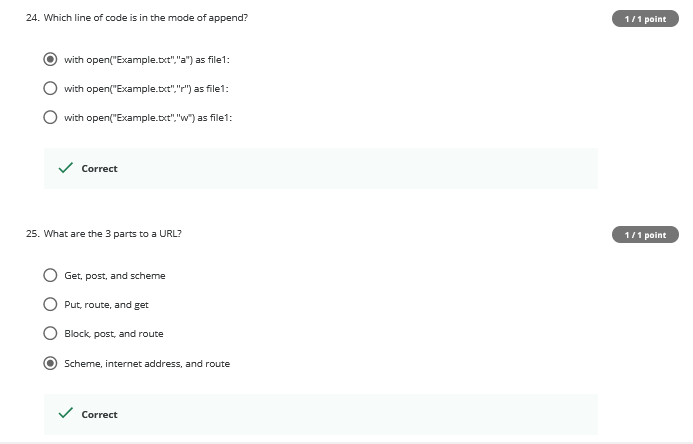 24. Which line of code is in the mode of append?
1 / 1 point
with open("Example.txt","a") as file1:
with open("Example.txt","r") as file1:
with open("Example.txt","w") as file1:
Correct
25. What are the 3 parts to a URL?
1 / 1 point
Get, post, and scheme
Put, route, and get
Block, post, and route
Scheme, internet address, and route
Correct